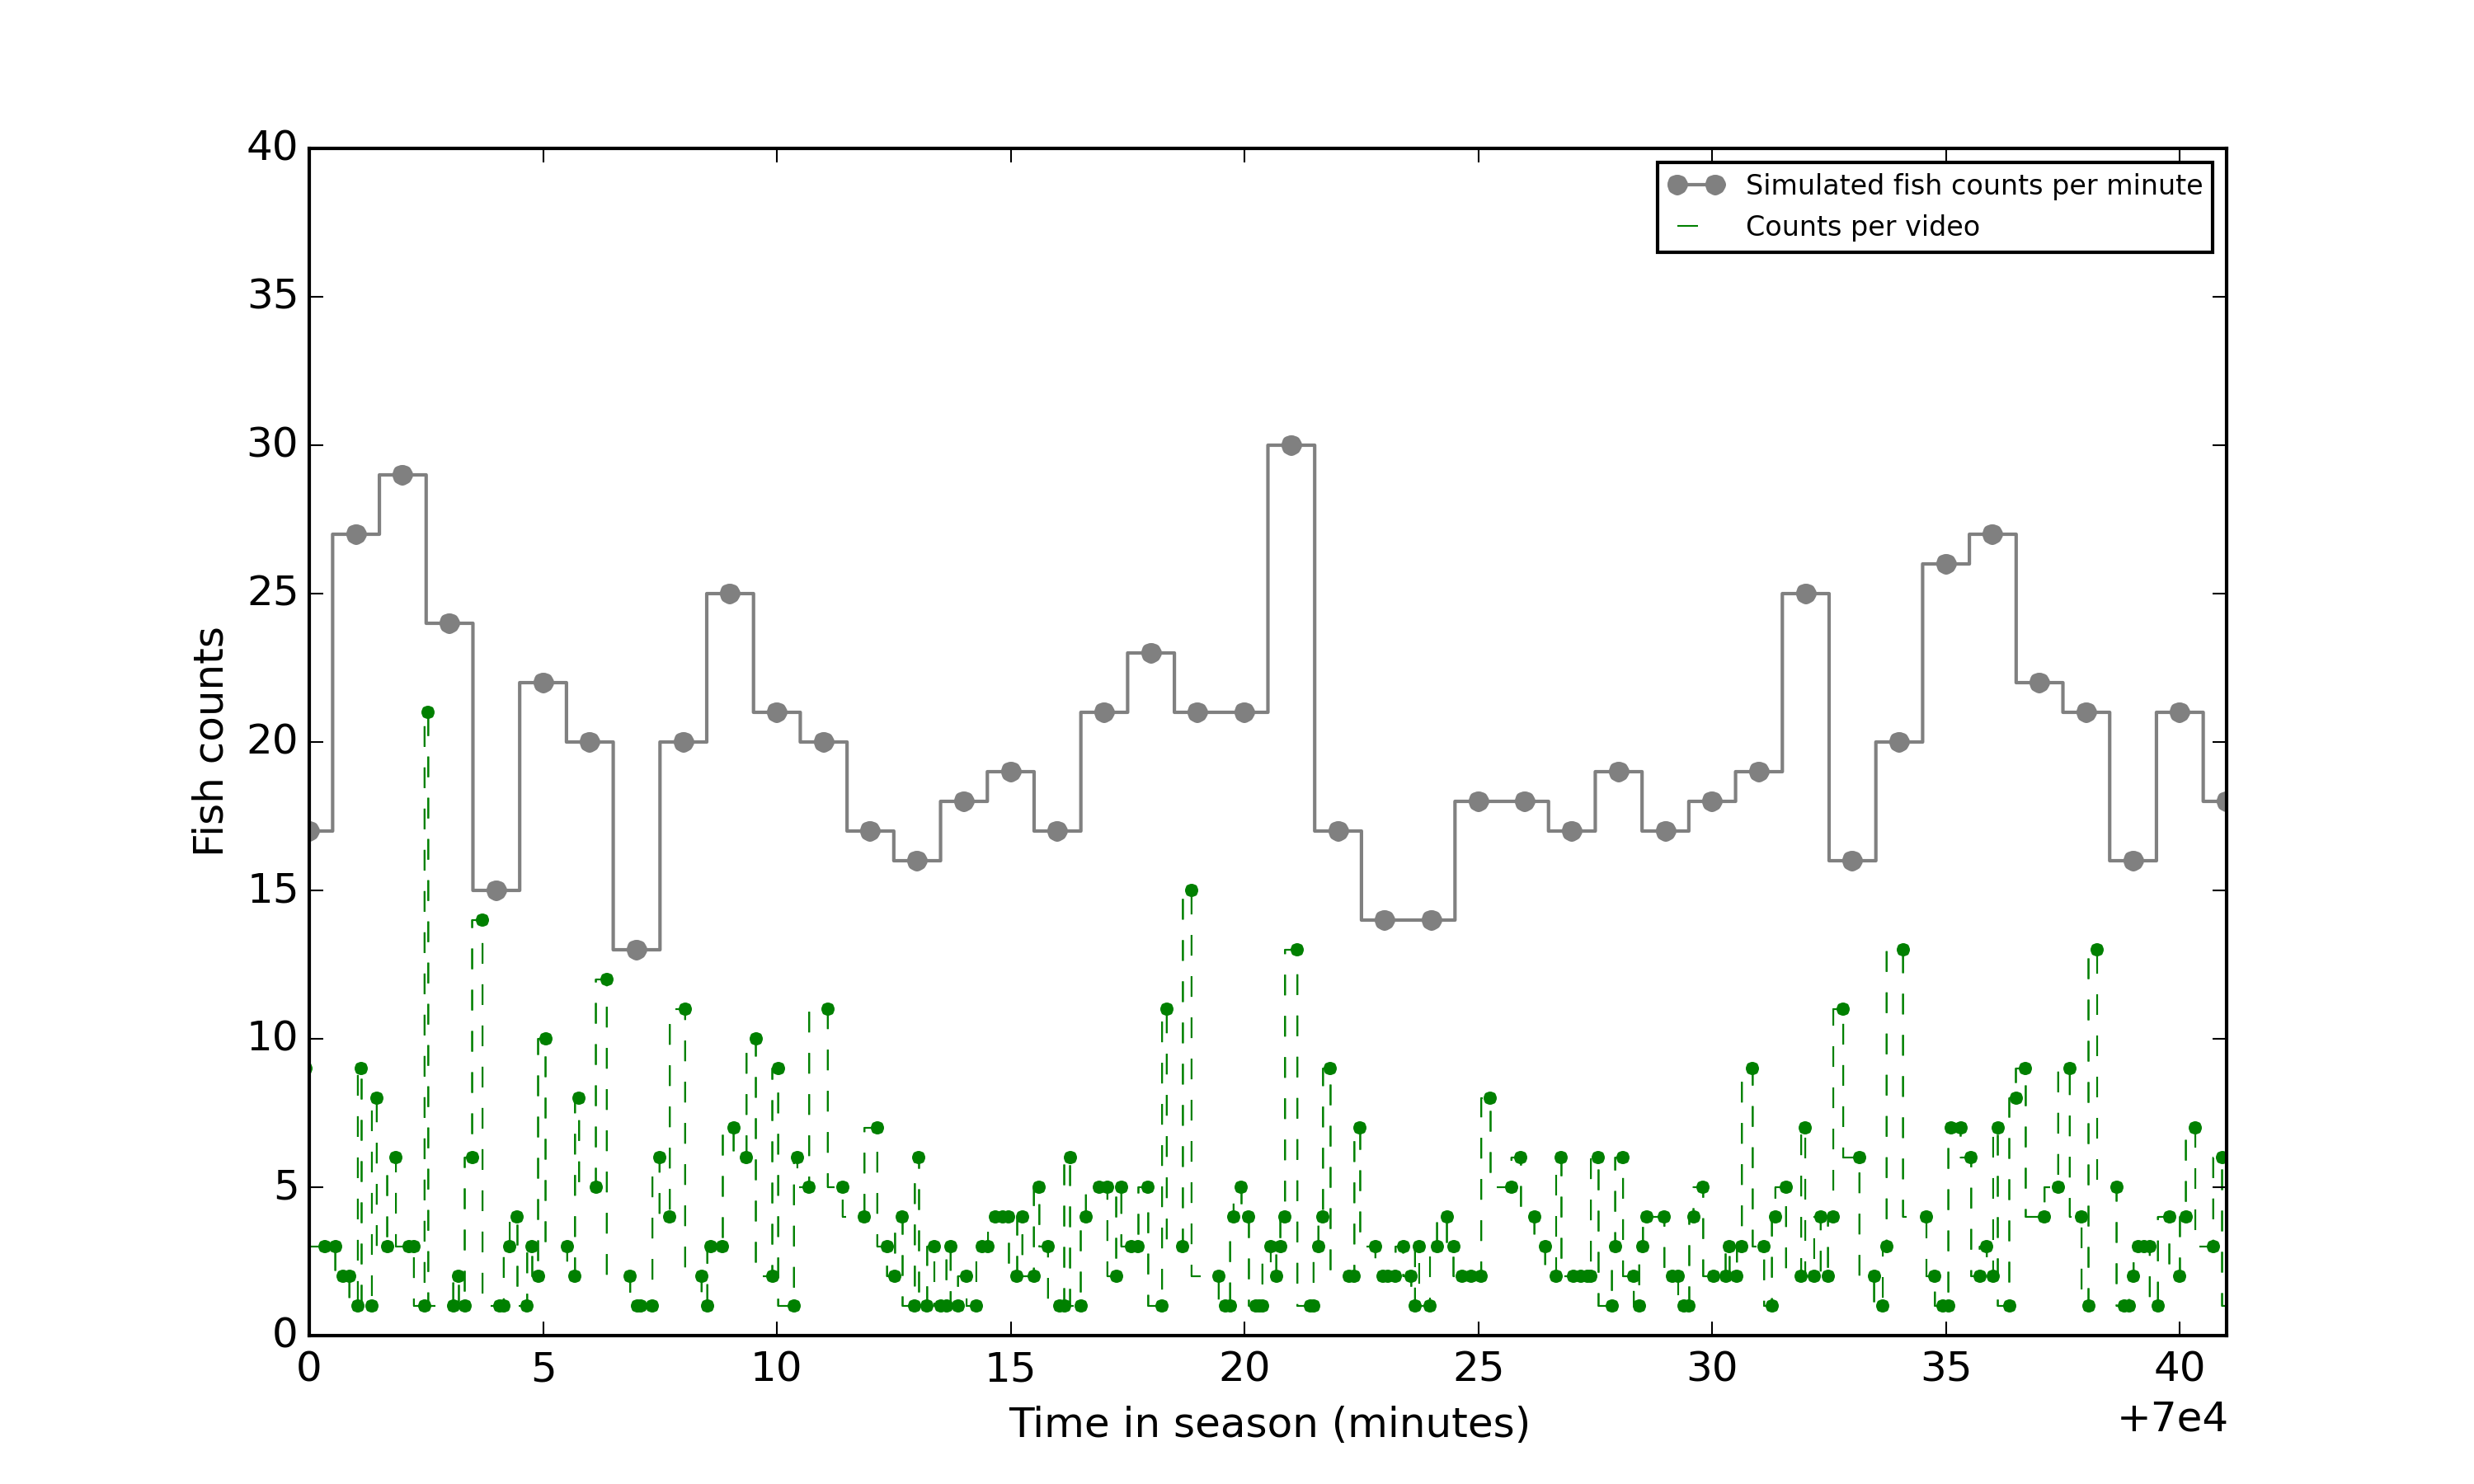 40
35
30
25
20
15
10
5
0
Fish counts
Simulated fish counts per minute
Counts per video
0 5 10 15 20 25 30 35 40
+7e4
Time in season (minutes)